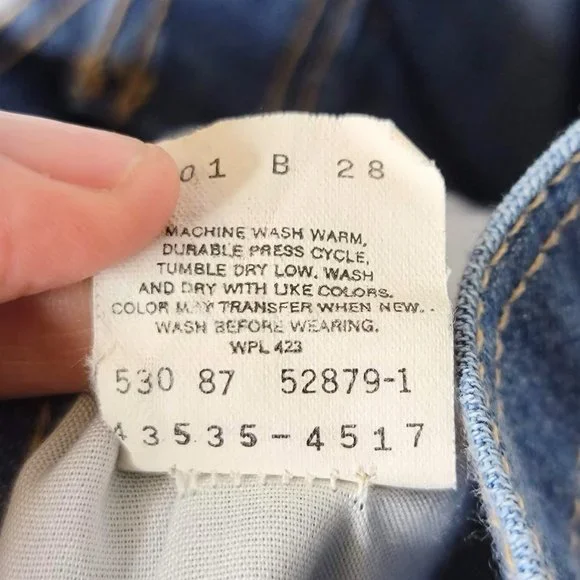 01 B 28
MACHINE WASH WARM,
DURABLE PRESS CYCLE,
TUMBLE DRY LOW. WASH
AND DRY WITH LIKE COLORS.
COLOR MAY TRANSFER WHEN NEW.
WASH BEFORE WEARING.
WPL 423
530 87 52879-1
43535-4517